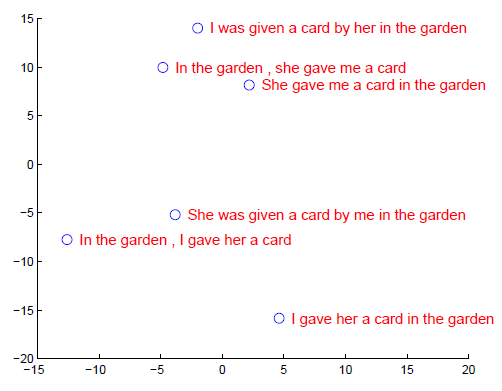 15
I was given a card by her in the garden
10
In the garden , she gave me a card
She gave me a card in the garden
5
0
−5
She was given a card by me in the garden
In the garden , I gave her a card
−10
−15
I gave her a card in the garden
−20
−15 −10 −5 0 5 10 15 20